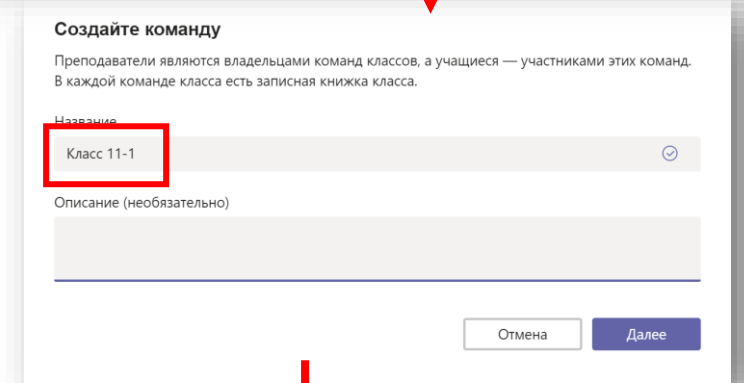 Создайте команду
Преподаватели являются владельцами команд классов, а учащиеся — участниками этих команд.
В каждой команде класса есть записная книжка класса.
Название
Класс 11-1
Описание (необязательно)
Отмена
Далее